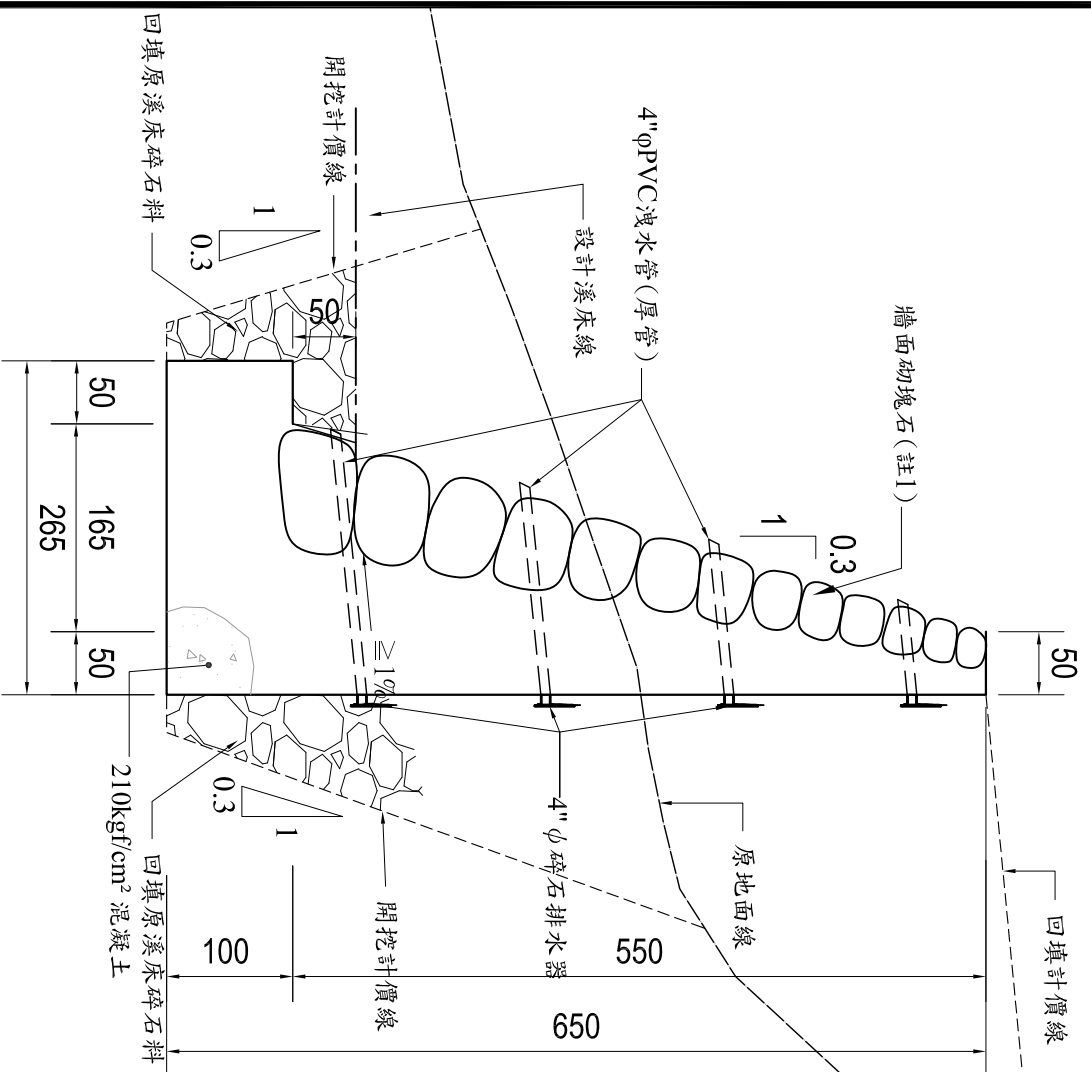 回填計價線
50
牆面砌塊石(註1)
0.3
1
4"φPVC洩水管(厚管)
設計溪床線
原地面線
4"ψ碎石排水器
550
650
開挖計價線
開挖計價線
≥1%
50
1
0.3
1
0.3
回填原溪床碎石料
回填原溪床碎石料
210kgf/cm² 混凝土
100
50
165
50
265